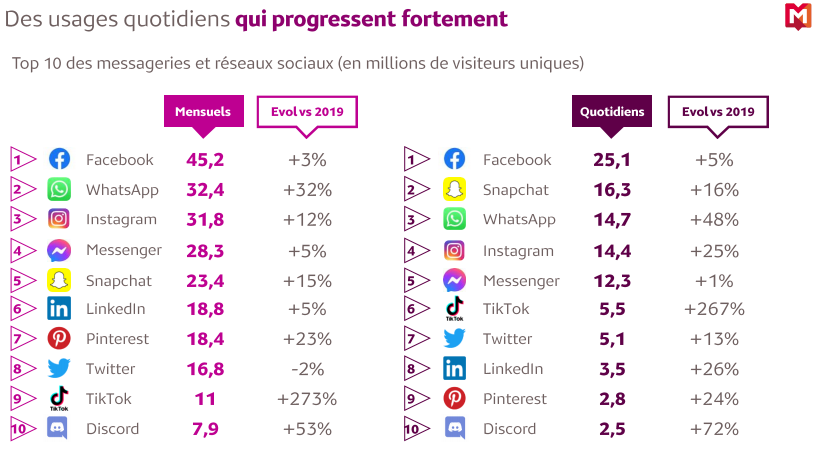 Des usages quotidiens qui progressent fortement
Top 10 des messageries et réseaux sociaux (en millions de visiteurs uniques)
Mensuels Evol vs 2019
1 Facebook 45,2 +3%
2 WhatsApp 32,4 +32%
3 Instagram 31,8 +12%
4 Messenger 28,3 +5%
5 Snapchat 23,4 +15%
6 LinkedIn 18,8 +5%
7 Pinterest 18,4 +23%
8 Twitter 16,8 -2%
9 TikTok TikTok 11 +273%
10 Discord 7,9 +53%
Quotidiens Evol vs 2019
1 Facebook 25,1 +5%
2 Snapchat 16,3 +16%
3 WhatsApp 14,7 +48%
4 Instagram 14,4 +25%
5 Messenger 12,3 +1%
6 TikTok TikTok 5,5 +267%
7 Twitter 5,1 +13%
8 LinkedIn 3,5 +26%
9 Pinterest 2,8 +24%
10 Discord 2,5 +72%